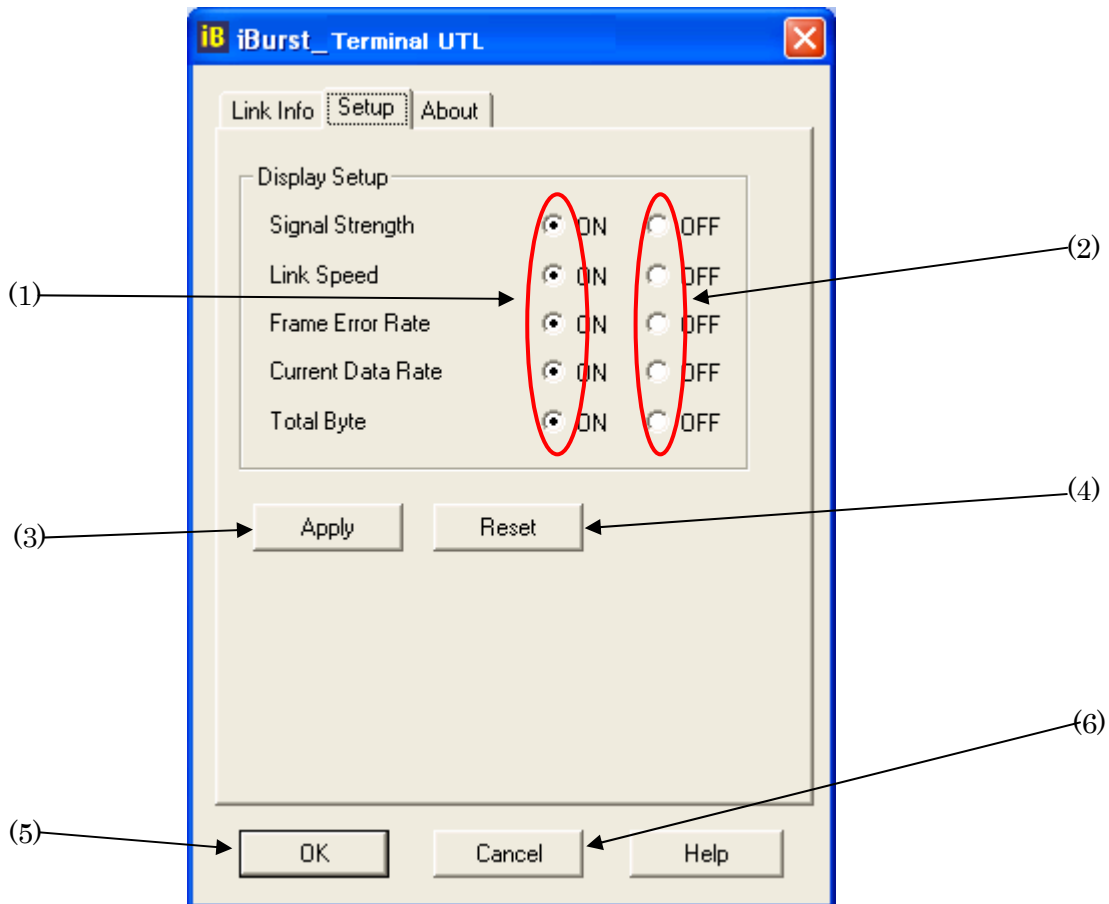 iB iBurst_ Terminal UTL
Link Info Setup About
Display Setup
Signal Strength ON OFF
(2)
Link Speed ON OFF
(1)
Frame Error Rate ON OFF
Current Data Rate ON OFF
Total Byte ON OFF
(4)
(3) Apply Reset
(6)
(5) OK Cancel Help